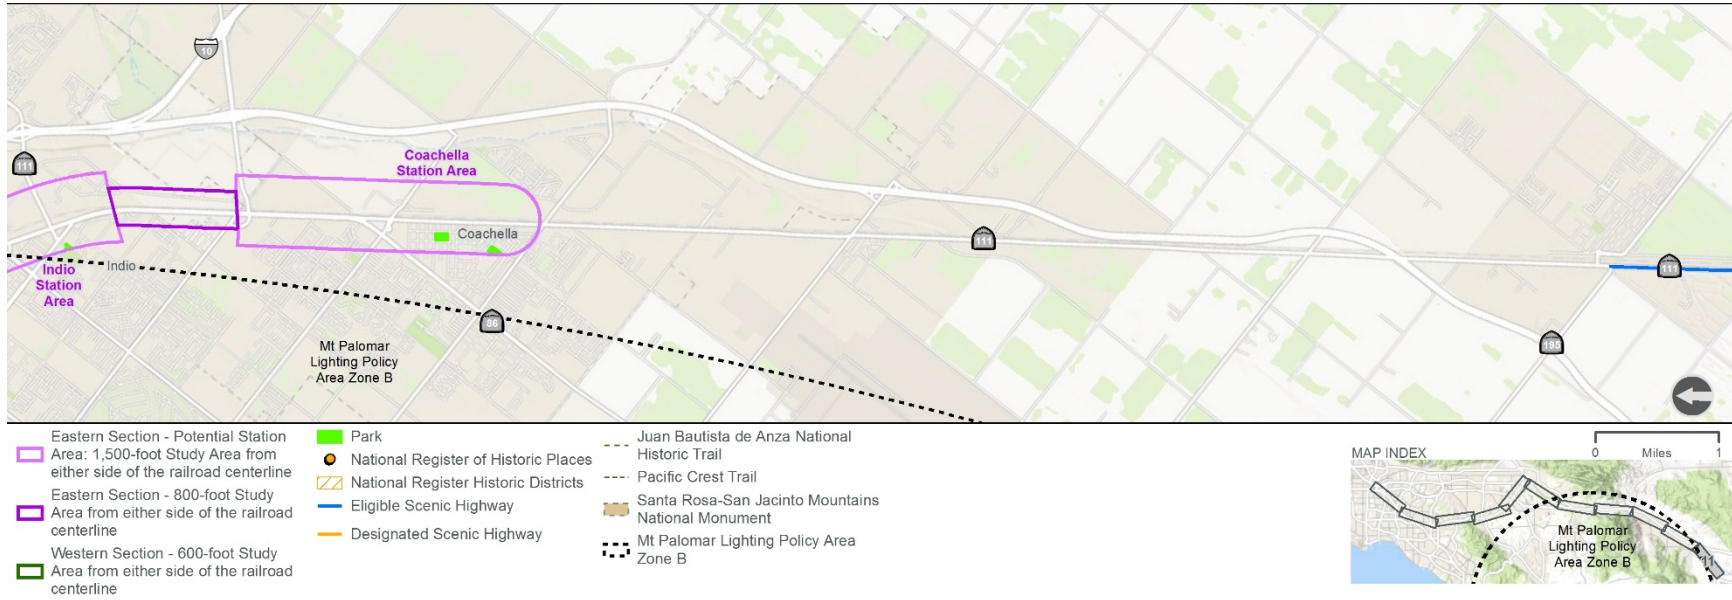 10
111
Coachella
Station Area
Coachella
111
111
Indio
Indio
Station
Area
86
195
Mt Palomar
Lighting Policy
Area Zone B
Eastern Section - Potential Station
Area: 1,500-foot Study Area from
either side of the railroad centerline
Eastern Section - 800-foot Study
Area from either side of the railroad
centerline
Western Section - 600-foot Study
Area from either side of the railroad
centerline
Park
National Register of Historic Places
National Register Historic Districts
Eligible Scenic Highway
Designated Scenic Highway
Juan Bautista de Anza National
Historic Trail
Pacific Crest Trail
Santa Rosa-San Jacinto Mountains
National Monument
Mt Palomar Lighting Policy Area
Zone B
0 Miles 1
MAP INDEX
Mt Palomar
Lighting Policy
Area Zone B
11